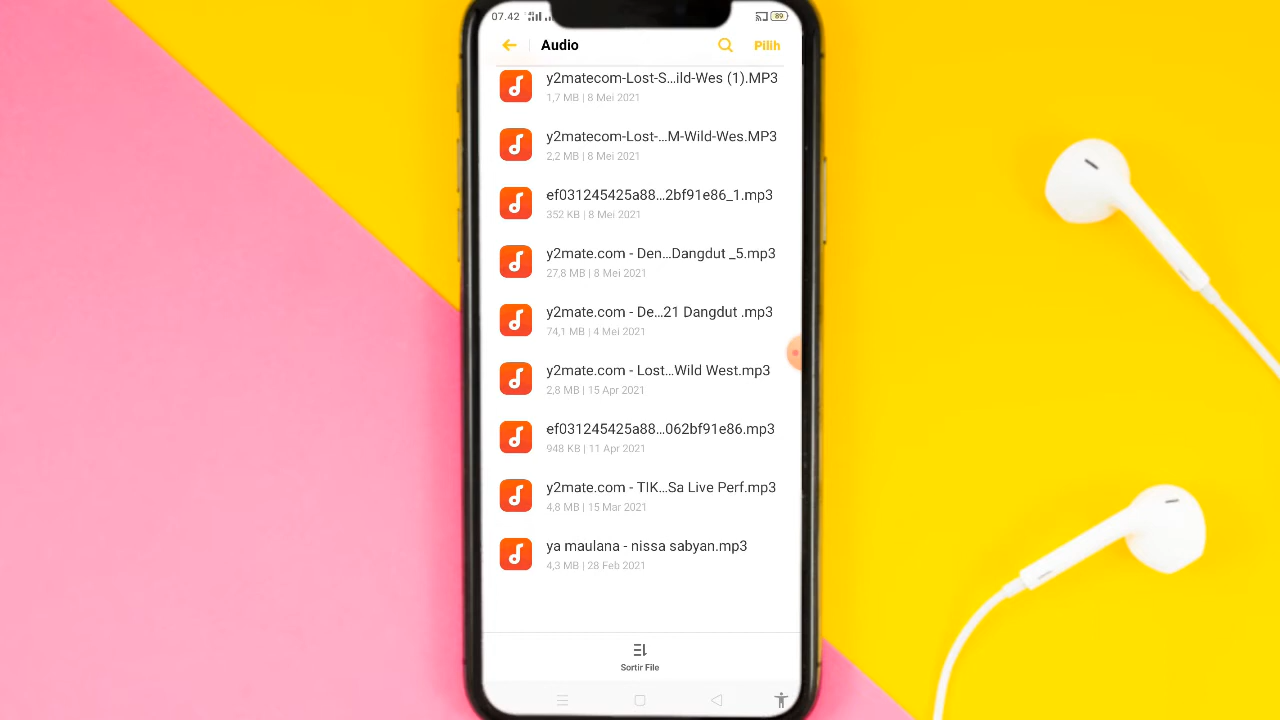 07.42
89
Audio
Pilih
y2matecom-Lost-S...ild-Wes (1).MP3
1,7 MB | 8 Mei 2021
y2matecom-Lost-...M-Wild-Wes.MP3
2,2 MB | 8 Mei 2021
ef031245425a88...2bf91e86_1.mp3
352 KB | 8 Mei 2021
y2mate.com - Den...Dangdut _5.mp3
27,8 MB | 8 Mei 2021
y2mate.com - De...21 Dangdut .mp3
74,1 MB | 4 Mei 2021
y2mate.com - Lost...Wild West.mp3
2,8 MB | 15 Apr 2021
ef031245425a88...062bf91e86.mp3
948 KB | 11 Apr 2021
y2mate.com - TIK...Sa Live Perf.mp3
4,8 MB | 15 Mar 2021
ya maulana - nissa sabyan.mp3
4,3 MB | 28 Feb 2021
Sortir File